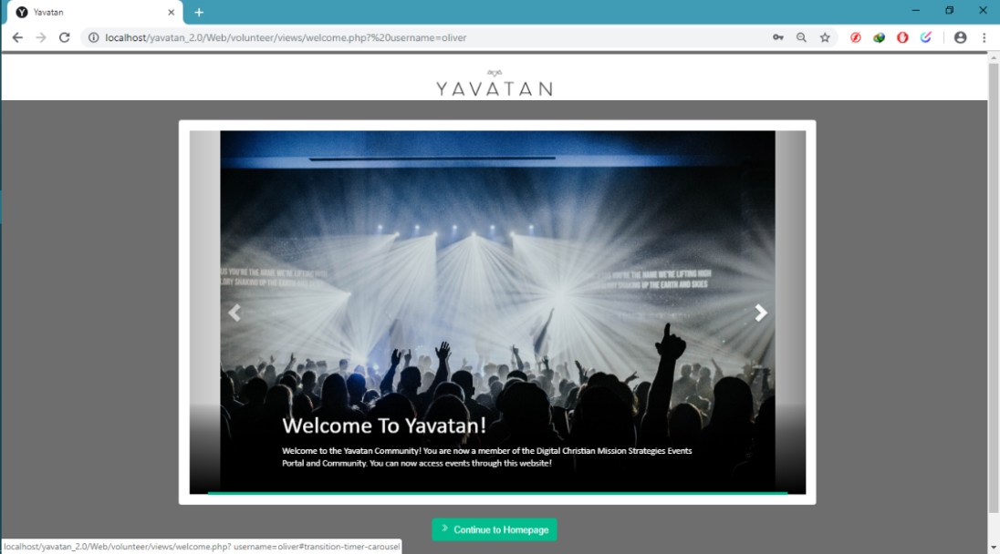 Yavatan
localhost/yavatan_2.0/Web/volunteer/views/welcome.php?%20username=oliver
YAVATAN
US YOU'RE THE NAME WE'RE LIFTING HIGH
YOU'RE THE NAME WE'RE LIFTING HIGH
LORY SHAKING UP THE EARTH AND
SHAKING UP THE EARTH AND SKIES
Welcome To Yavatan!
Welcome to the Yavatan Community! You are now a member of the Digital Christian Mission Strategies Events
Portal and Community. You can now access events through this website!
Continue to Homepage
localhost/yavatan_2.0/Web/volunteer/views/welcome.php? username=oliver#transition-timer-carousel